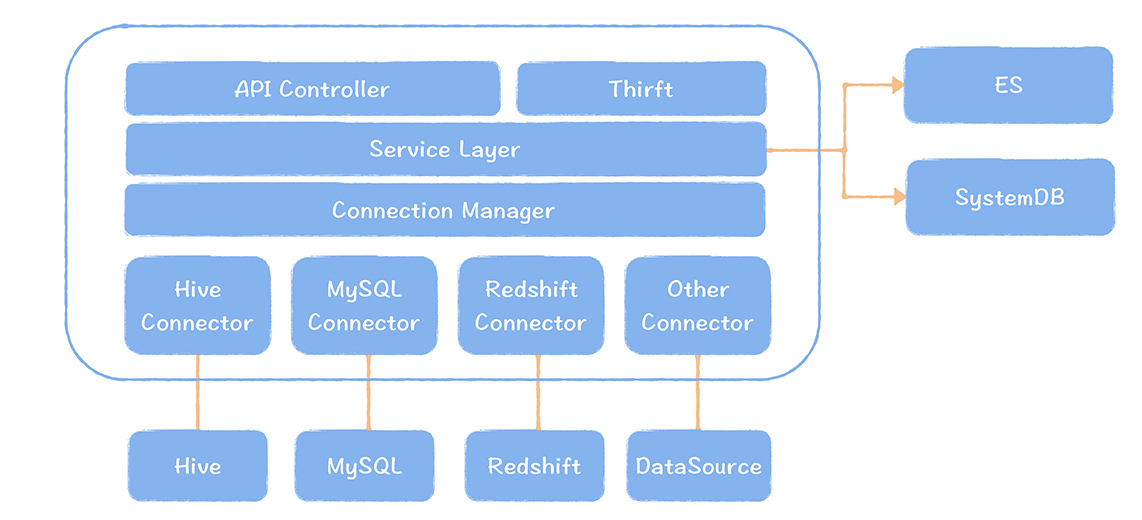 API Controller
Thirft
ES
Service Layer
SystemDB
Connection Manager
Hive
Connector
MySQL
Connector
Redshift
Connector
Other
Connector
Hive
MySQL
Redshift
DataSource